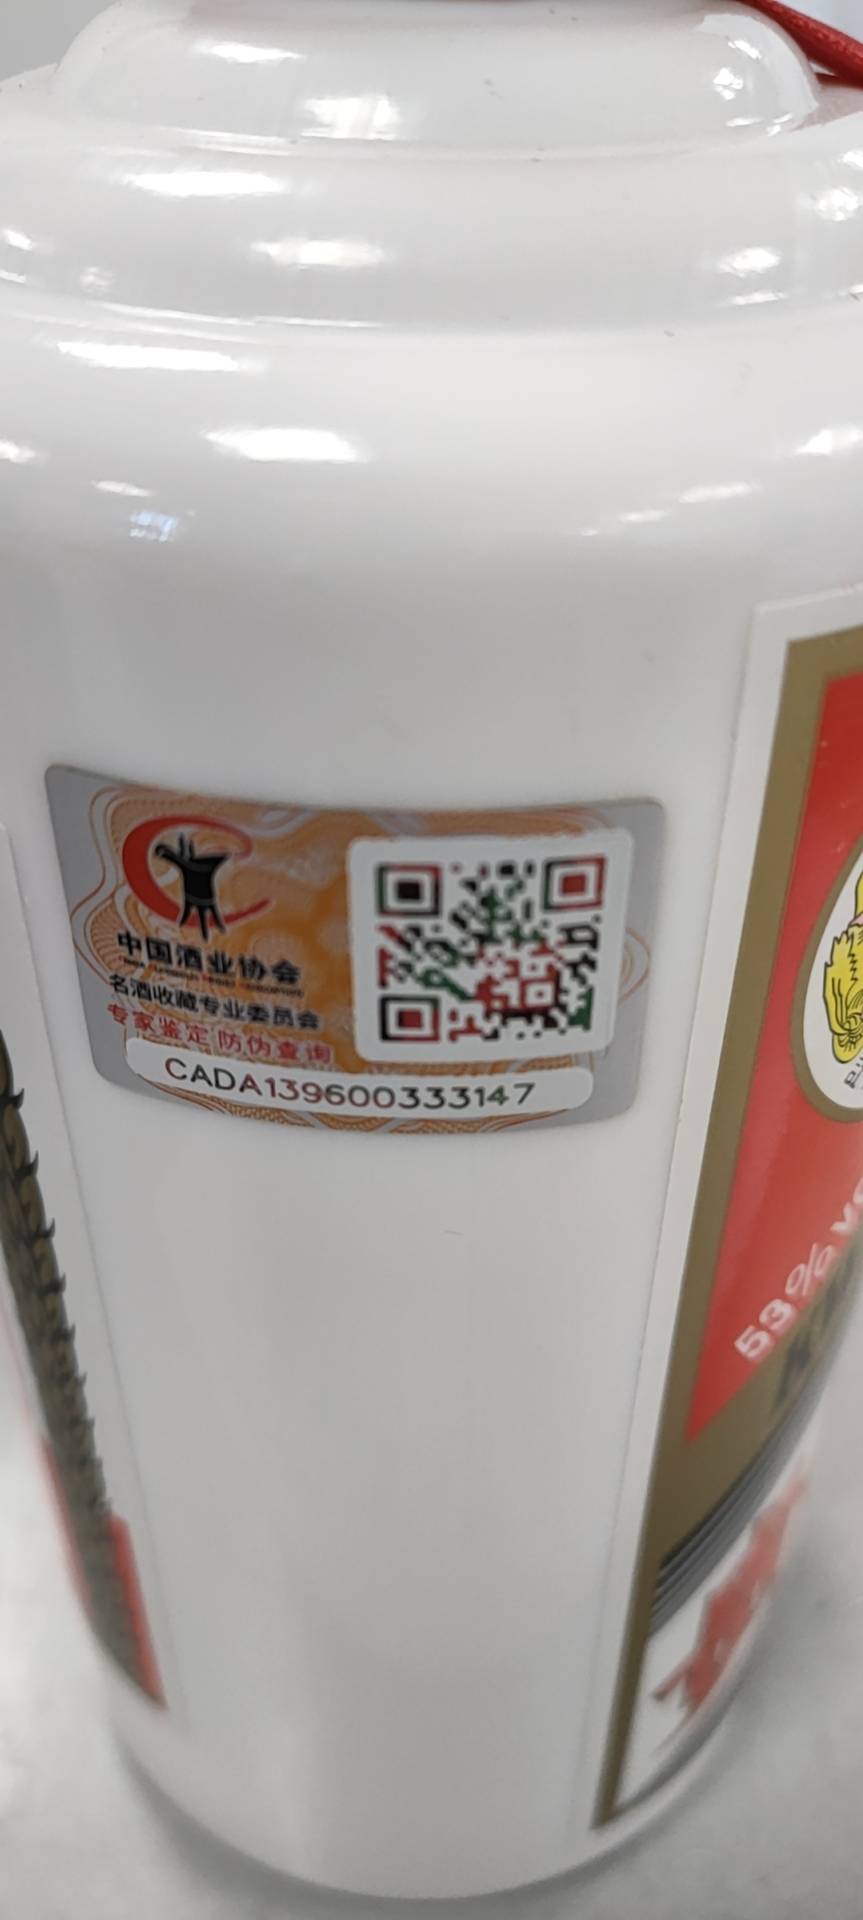 中国酒业协会
名酒收藏专业委员会
专家鉴定 防伪查询
CADA139600333147
53%